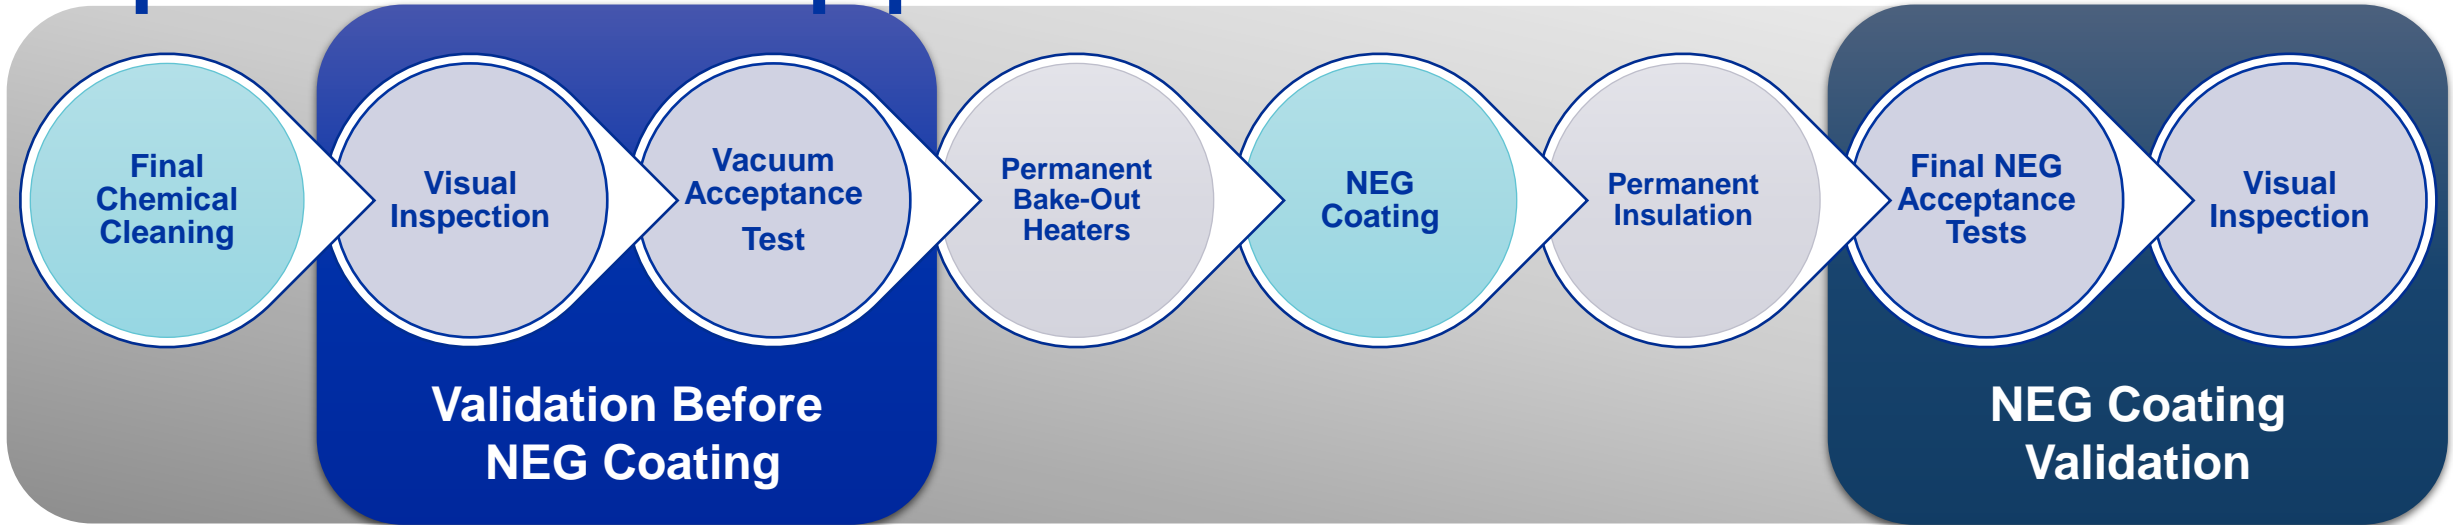 Final
Chemical
Cleaning
Visual
Inspection
Vacuum
Acceptance
Test
Permanent
Bake-Out
Heaters
NEG
Coating
Permanent
Insulation
Final NEG
Acceptance
Tests
Visual
Inspection
Validation Before
NEG Coating
NEG Coating
Validation